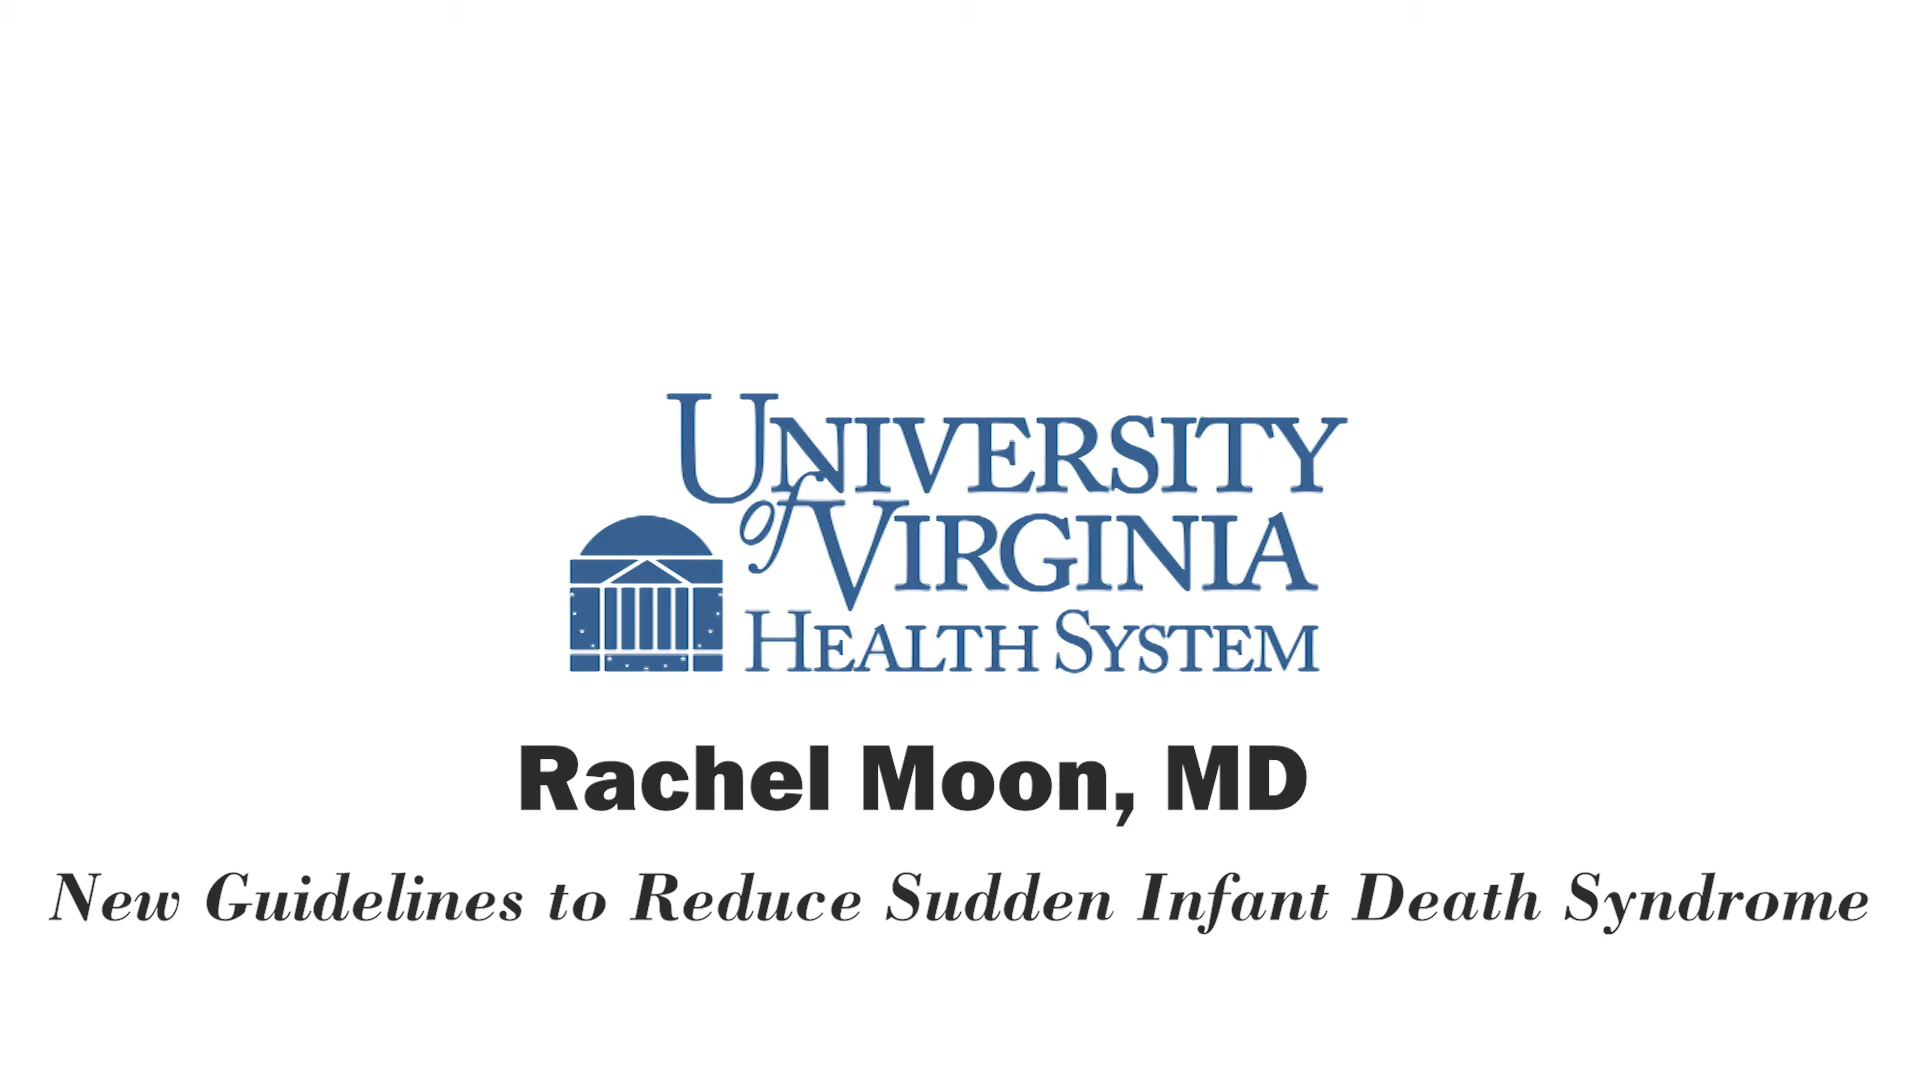 UNIVERSITY
of VIRGINIA
HEALTH SYSTEM
Rachel Moon, MD
New Guidelines to Reduce Sudden Infant Death Syndrome